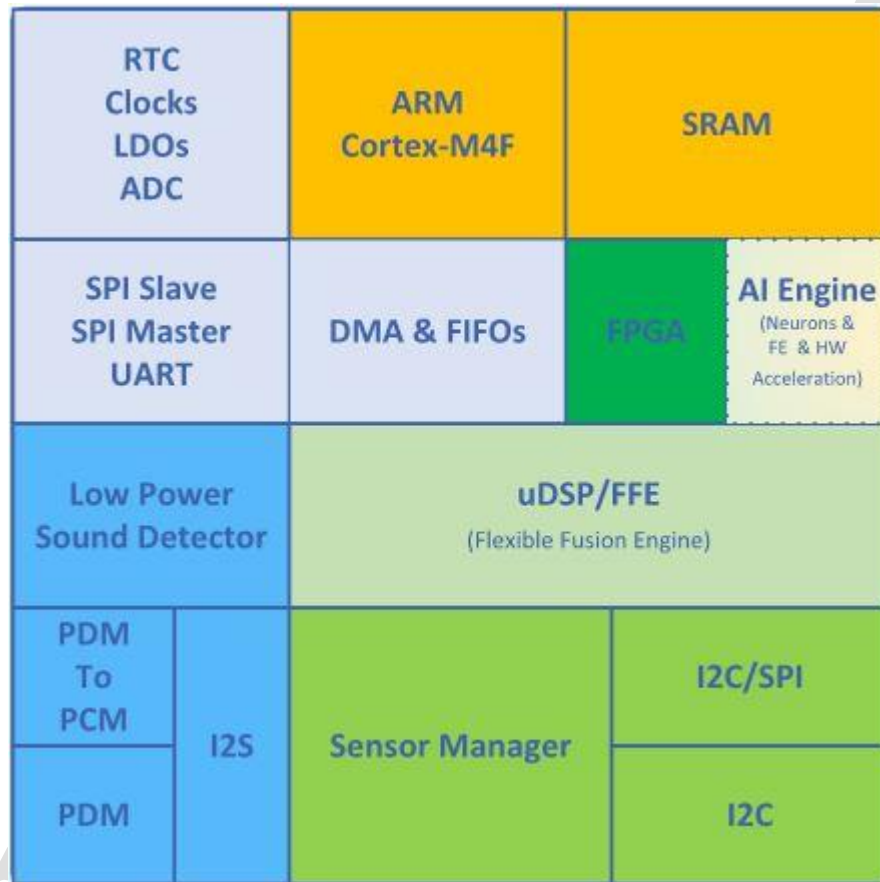 RTC
Clocks
LDOs
ADC
ARM
Cortex-M4F
SRAM
SPI Slave
SPI Master
UART
DMA & FIFOs
FPGA
AI Engine
(Neurons &
FE & HW
Acceleration)
Low Power
Sound Detector
uDSP/FFE
(Flexible Fusion Engine)
PDM
To
PCM
I2S
Sensor Manager
I2C/SPI
PDM
I2C